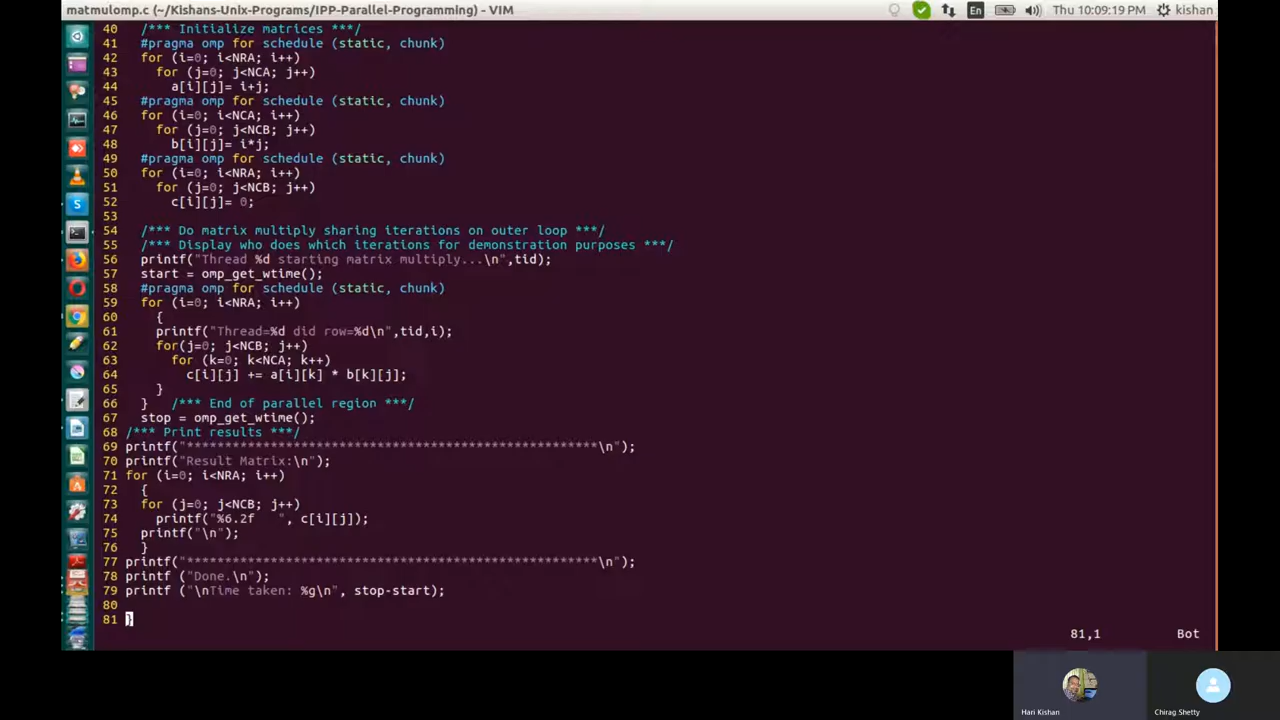 matmulomp.c (~/Kishans-Unix-Programs/IPP-Parallel-Programming) - VIM
En
Thu 10:09:19 PM
kishan
40   /*** Initialize matrices ***/
41   #pragma omp for schedule (static, chunk)
42   for (i=0; i<NRA; i++)
43     for (j=0; j<NCA; j++)
44       a[i][j]= i+j;
45   #pragma omp for schedule (static, chunk)
46   for (i=0; i<NCA; i++)
47     for (j=0; j<NCB; j++)
48       b[i][j]= i*j;
49   #pragma omp for schedule (static, chunk)
50   for (i=0; i<NRA; i++)
51     for (j=0; j<NCB; j++)
52       c[i][j]= 0;
53
54   /*** Do matrix multiply sharing iterations on outer loop ***/
55   /*** Display who does which iterations for demonstration purposes ***/
56   printf("Thread %d starting matrix multiply...\n",tid);
57   start = omp_get_wtime();
58   #pragma omp for schedule (static, chunk)
59   for (i=0; i<NRA; i++)
60     {
61     printf("Thread=%d did row=%d\n",tid,i);
62     for(j=0; j<NCB; j++)
63       for (k=0; k<NCA; k++)
64         c[i][j] += a[i][k] * b[k][j];
65     }
66   }   /*** End of parallel region ***/
67   stop = omp_get_wtime();
68 /*** Print results ***/
69 printf("******************************************************\n");
70 printf("Result Matrix:\n");
71 for (i=0; i<NRA; i++)
72   {
73   for (j=0; j<NCB; j++)
74     printf("%6.2f   ", c[i][j]);
75   printf("\n");
76   }
77 printf("******************************************************\n");
78 printf ("Done.\n");
79 printf ("\nTime taken: %g\n", stop-start);
80
81 }
81,1
Bot
Hari Kishan
Chirag Shetty